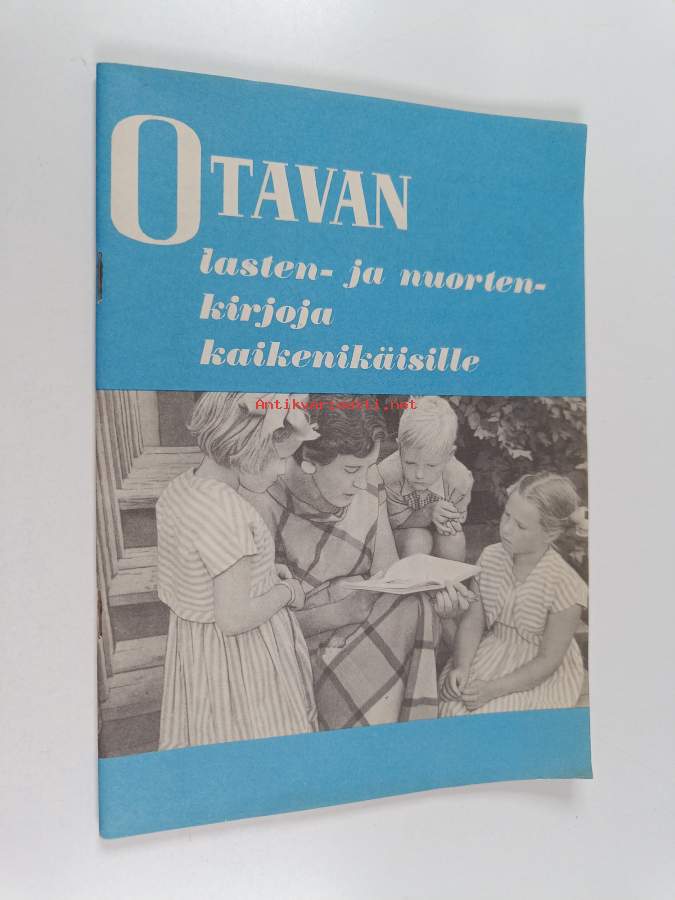 OTAVAN
lasten- ja nuorten-
kirjoja
kaikenikäisille
Antikvariaatti.net